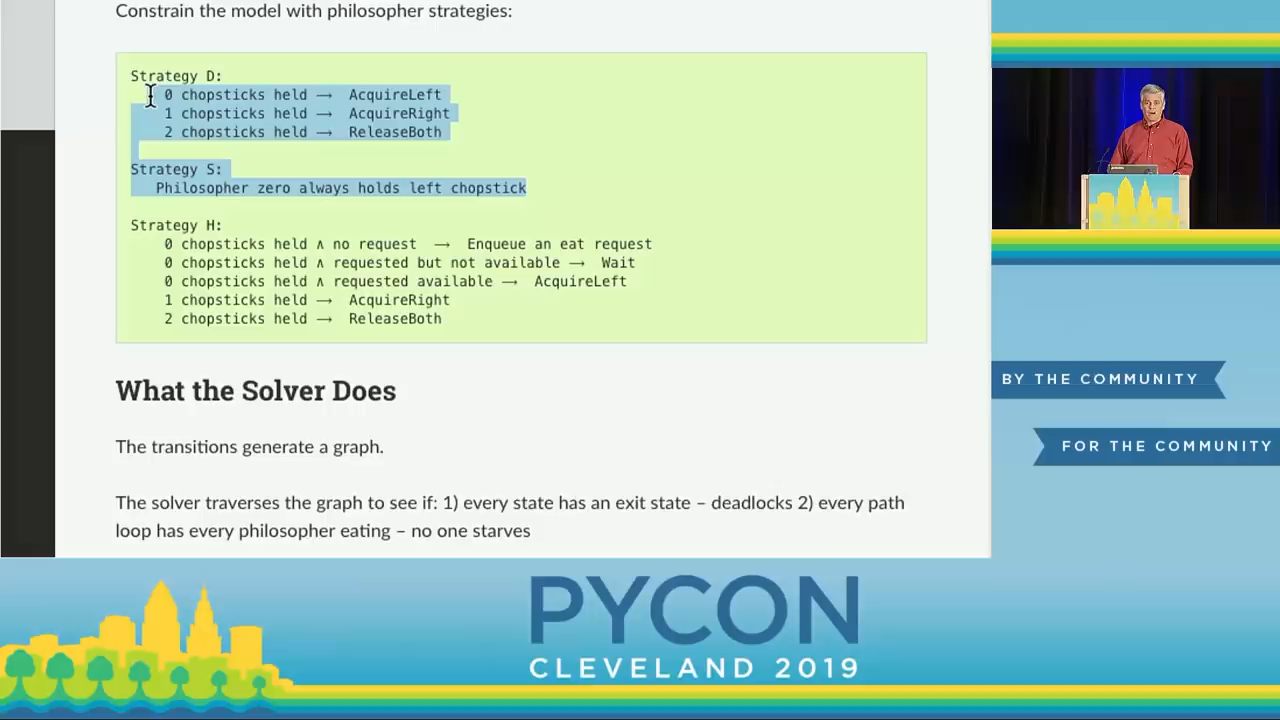 Constrain the model with philosopher strategies:
Strategy D:
0 chopsticks held → AcquireLeft
1 chopsticks held → AcquireRight
2 chopsticks held → ReleaseBoth
Strategy S:
Philosopher zero always holds left chopstick
Strategy H:
0 chopsticks held ∧ no request → Enqueue an eat request
0 chopsticks held ∧ requested but not available → Wait
0 chopsticks held ∧ requested available → AcquireLeft
1 chopsticks held → AcquireRight
2 chopsticks held → ReleaseBoth
What the Solver Does
The transitions generate a graph.
The solver traverses the graph to see if: 1) every state has an exit state – deadlocks 2) every path
loop has every philosopher eating – no one starves
BY THE COMMUNITY
FOR THE COMMUNITY
PYCON
CLEVELAND 2019